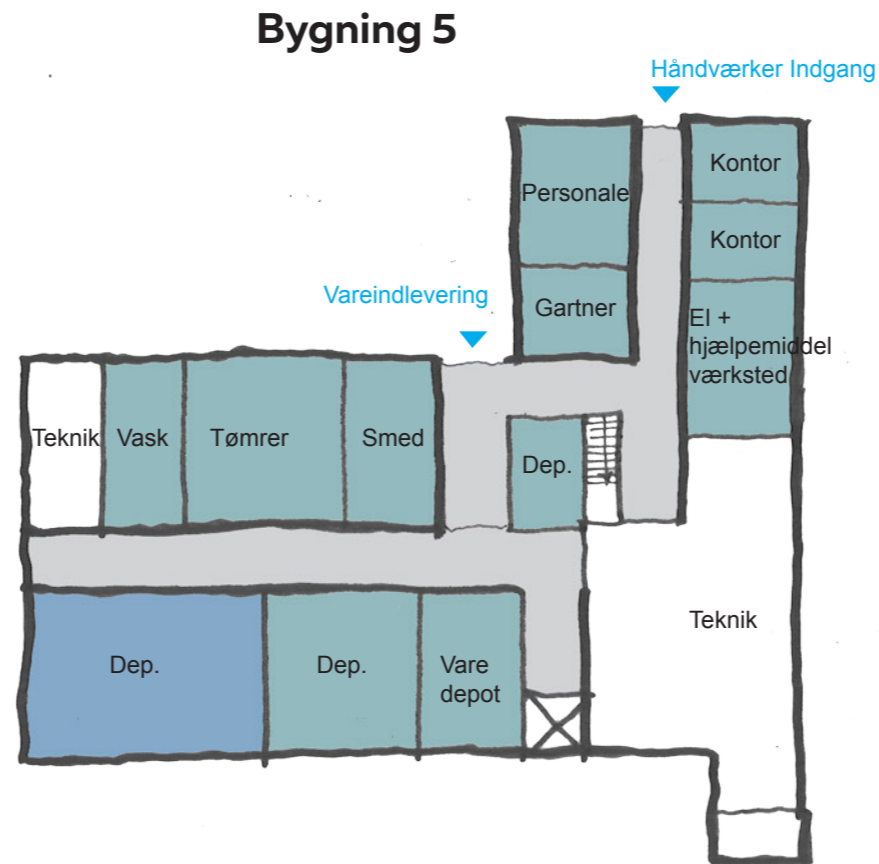 Bygning 5
Håndværker Indgang
Kontor
Personale
Kontor
Vareindlevering
Gartner
El +
hjælpemiddel
værksted
Teknik
Vask
Tømrer
Smed
Dep.
Teknik
Dep.
Dep.
Vare
depot